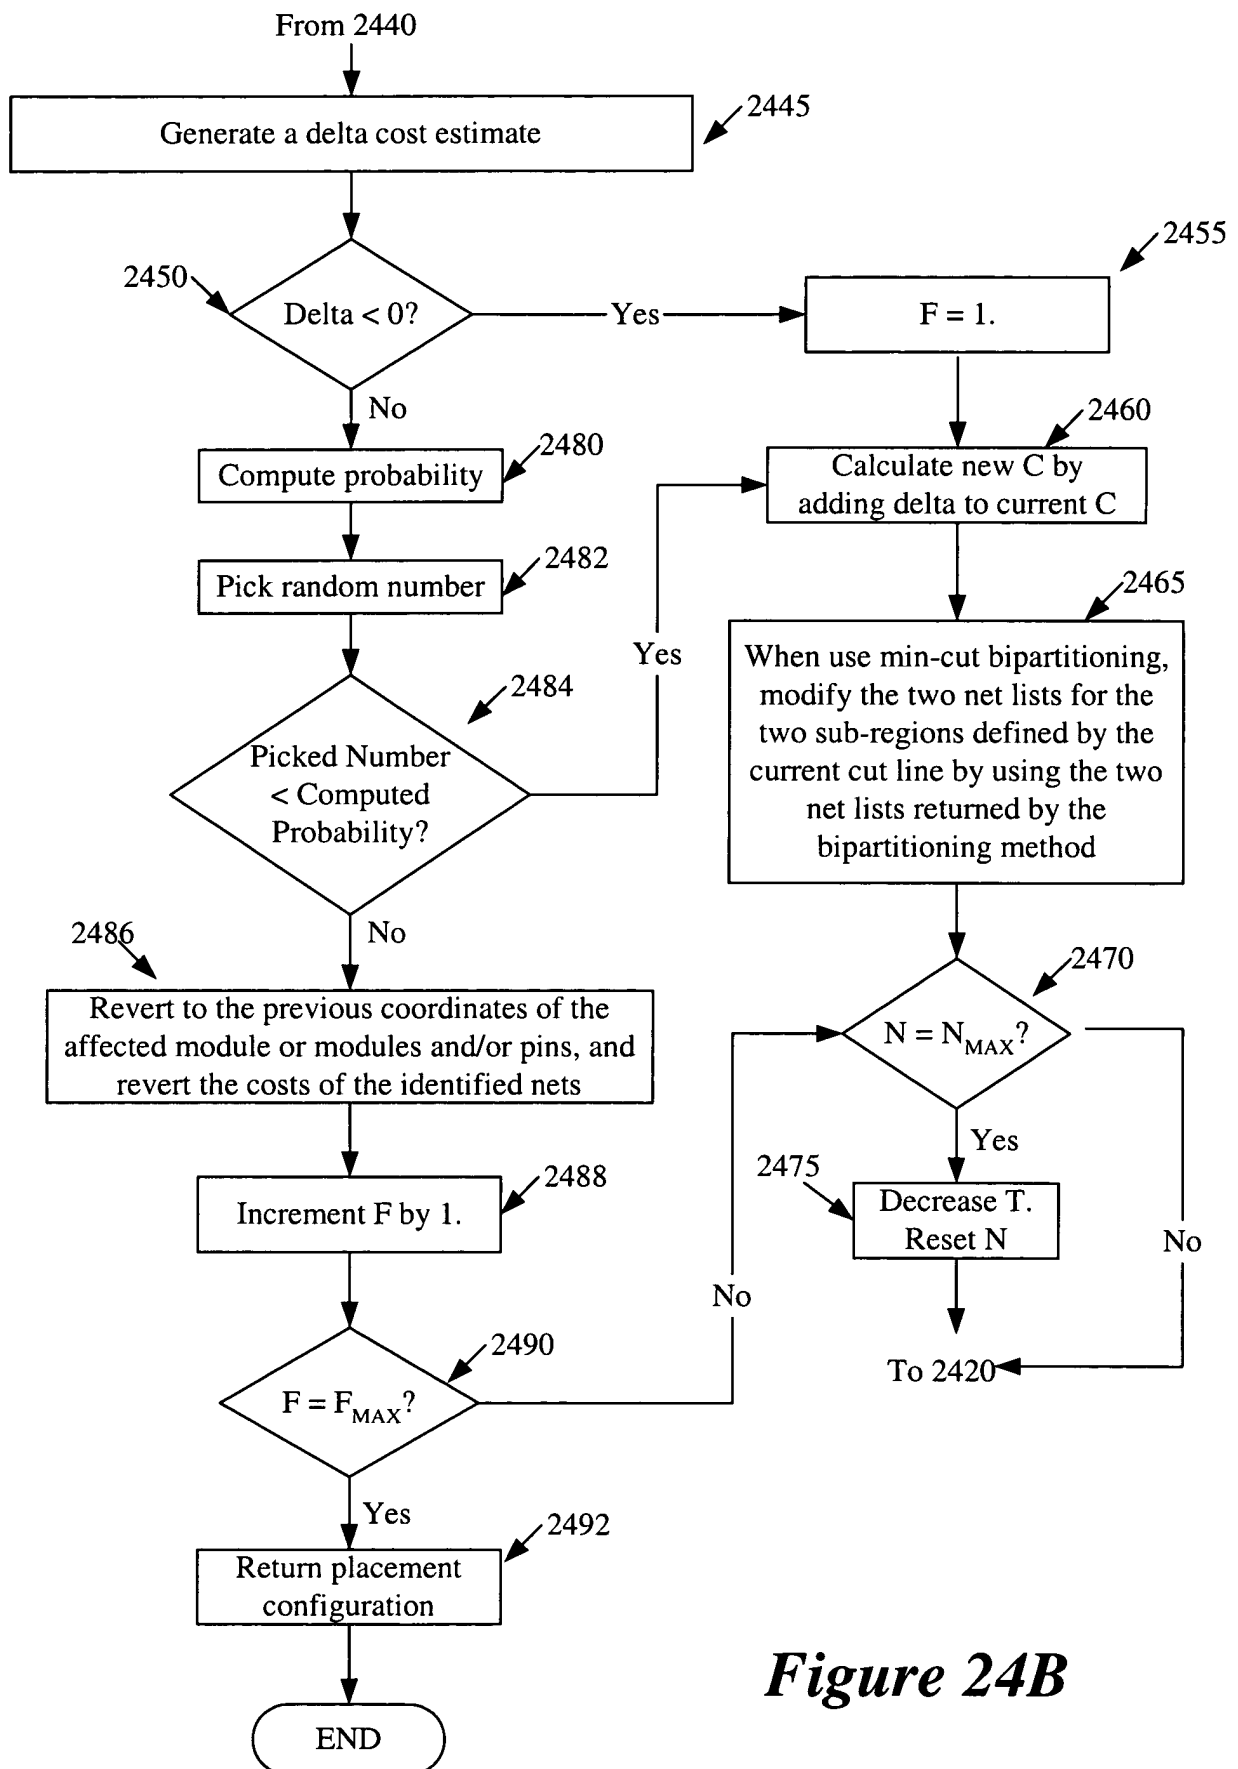 From 2440
Generate a delta cost estimate
2445
2450
Delta < 0?
Yes
No
2455
F = 1.
Compute probability
2480
2460
Calculate new C by
adding delta to current C
Pick random number
2482
2465
When use min-cut bipartitioning,
modify the two net lists for the
two sub-regions defined by the
current cut line by using the two
net lists returned by the
bipartitioning method
Yes
2484
Picked Number
< Computed
Probability?
No
2486
Revert to the previous coordinates of the
affected module or modules and/or pins, and
revert the costs of the identified nets
2470
N = NMAX?
Yes
No
2475
Decrease T.
Reset N
To 2420
2488
Increment F by 1.
No
2490
F = FMAX?
Yes
2492
Return placement
configuration
END
Figure 24B